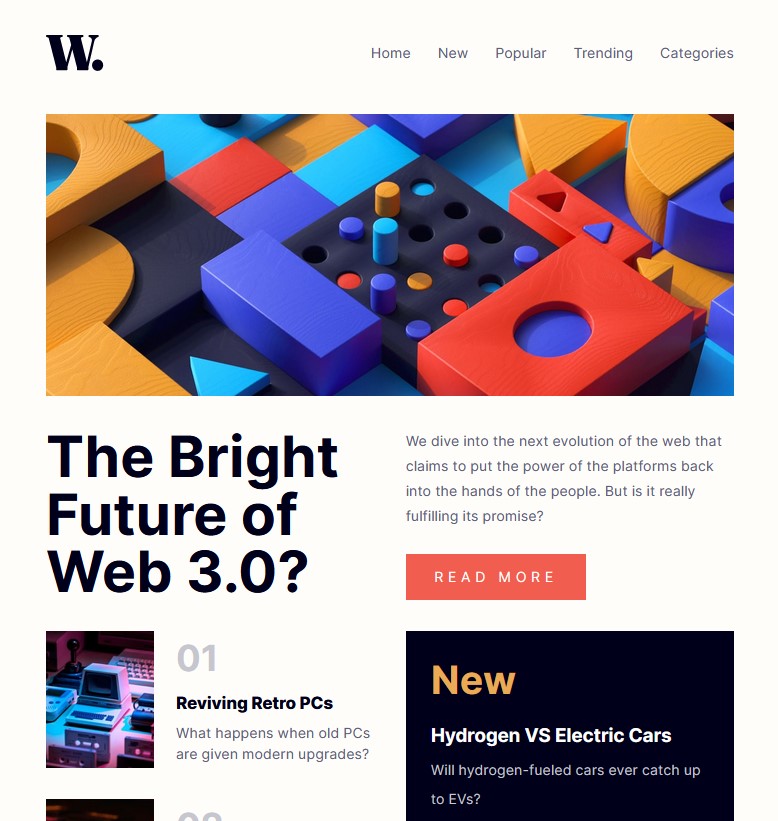 W.
Home New Popular Trending Categories
The Bright
Future of
Web 3.0?
We dive into the next evolution of the web that
claims to put the power of the platforms back
into the hands of the people. But is it really
fulfilling its promise?
READ MORE
01
Reviving Retro PCs
What happens when old PCs
are given modern upgrades?
New
Hydrogen VS Electric Cars
Will hydrogen-fueled cars ever catch up
to EVs?